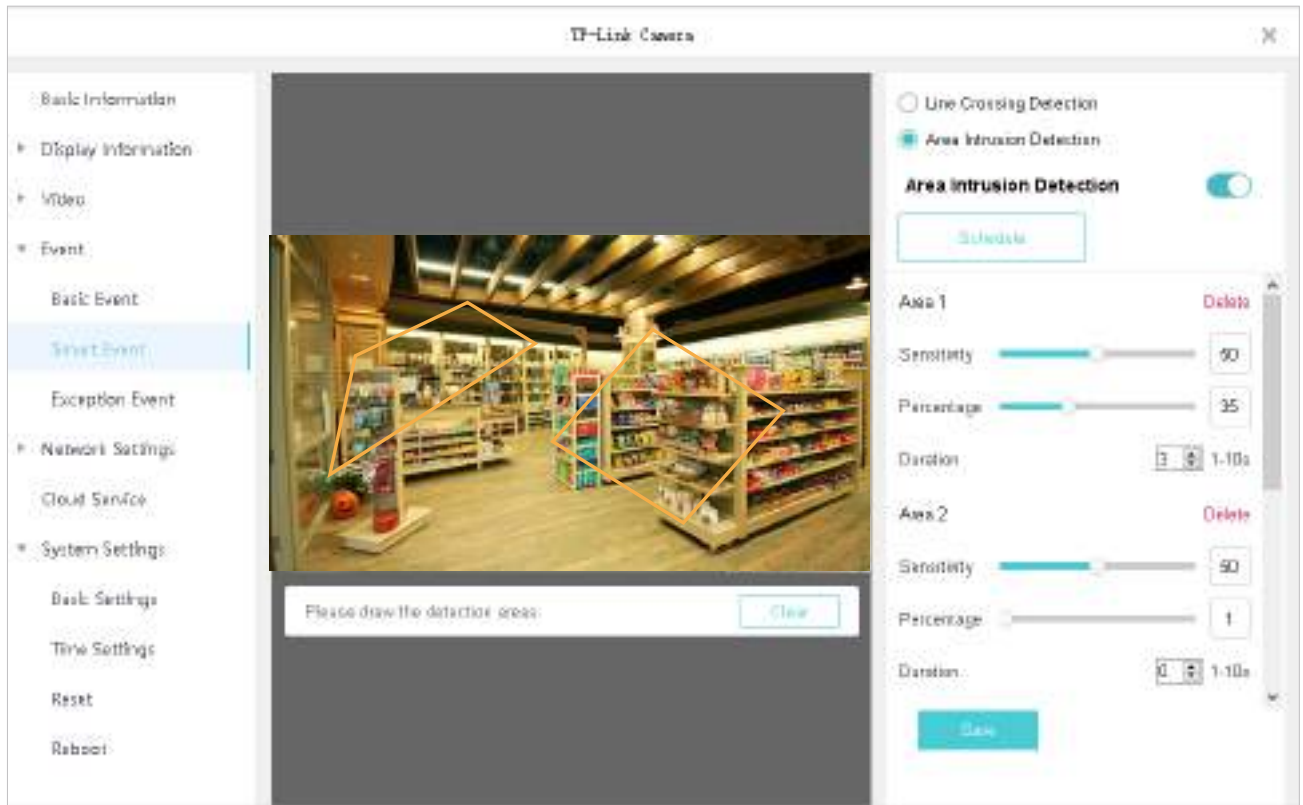 TP-Link Camera
Basic Information
Display Information
Video
Event
Basic Event
Smart Event
Exception Event
Network Settings
Cloud Service
System Settings
Basic Settings
Time Settings
Reset
Reboot
Please draw the detection areas.
Clear
Line Crossing Detection
Area Intrusion Detection
Area Intrusion Detection
Schedule
Area 1 Delete
Sensitivity 50
Percentage 35
Duration 3 1-10s
Area 2 Delete
Sensitivity 50
Percentage 1
Duration 0 1-10s
Save